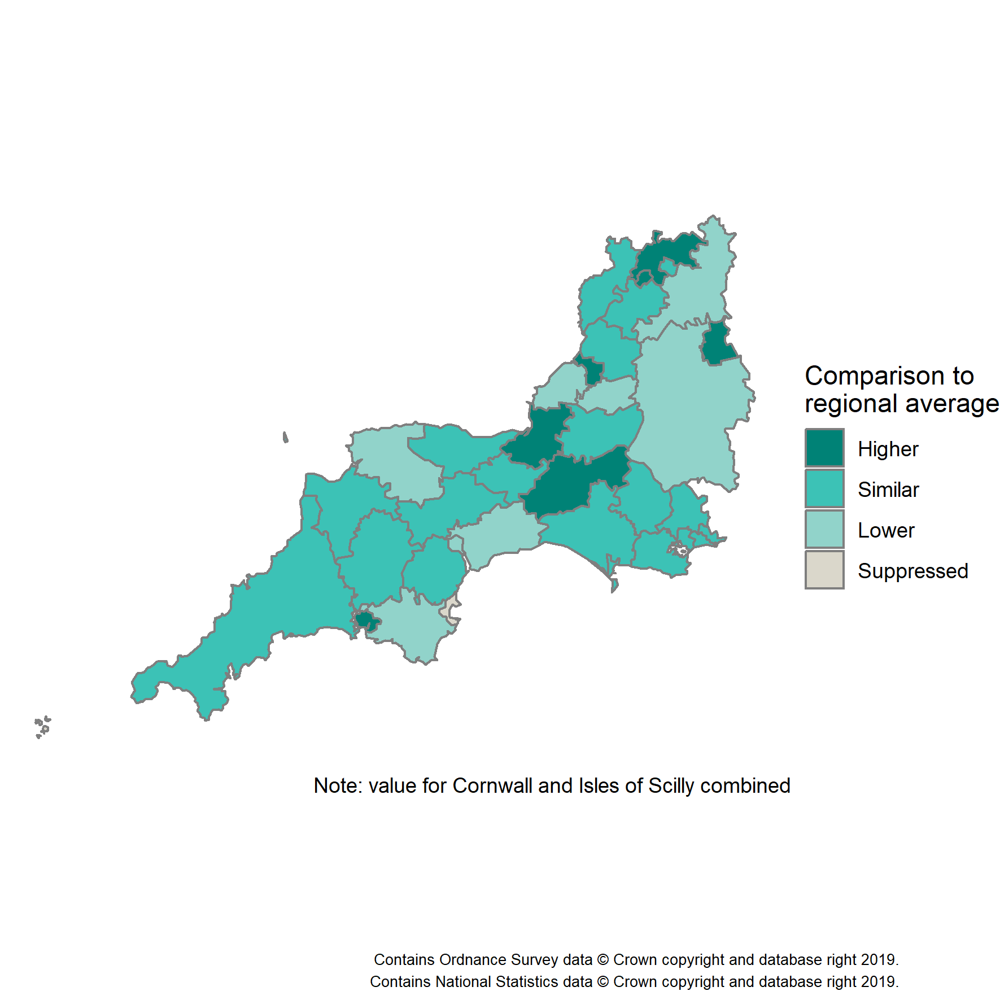 Comparison to
regional average
Higher
Similar
Lower
Suppressed
Note: value for Cornwall and Isles of Scilly combined
Contains Ordnance Survey data © Crown copyright and database right 2019.
Contains National Statistics data © Crown copyright and database right 2019.